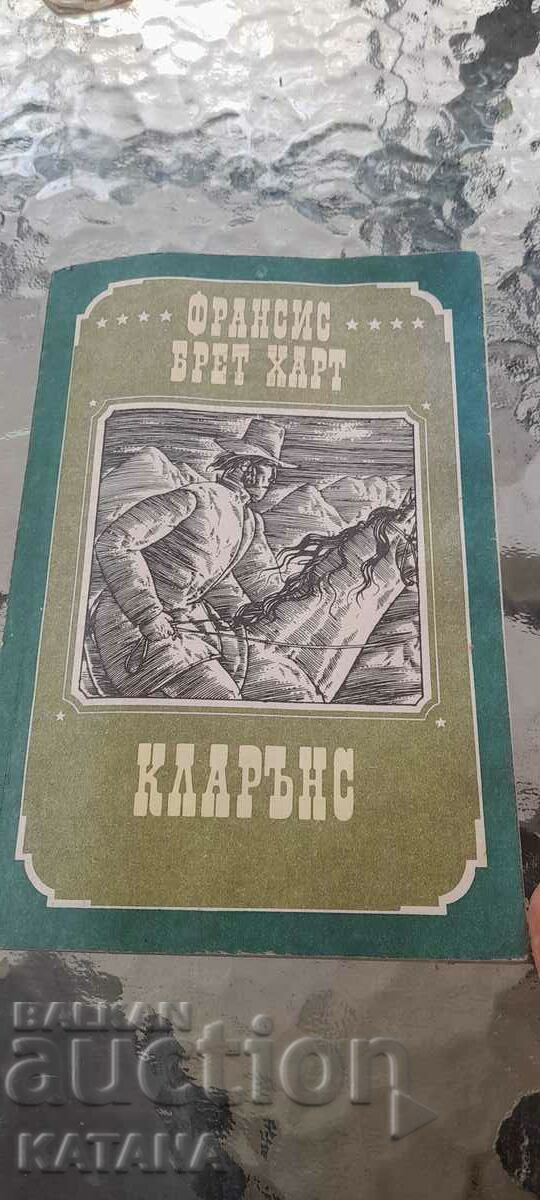 ФРАНСИС
БРЕТ ХАРТ
КЛАРЪНС
BALKAN
auction
KATANA